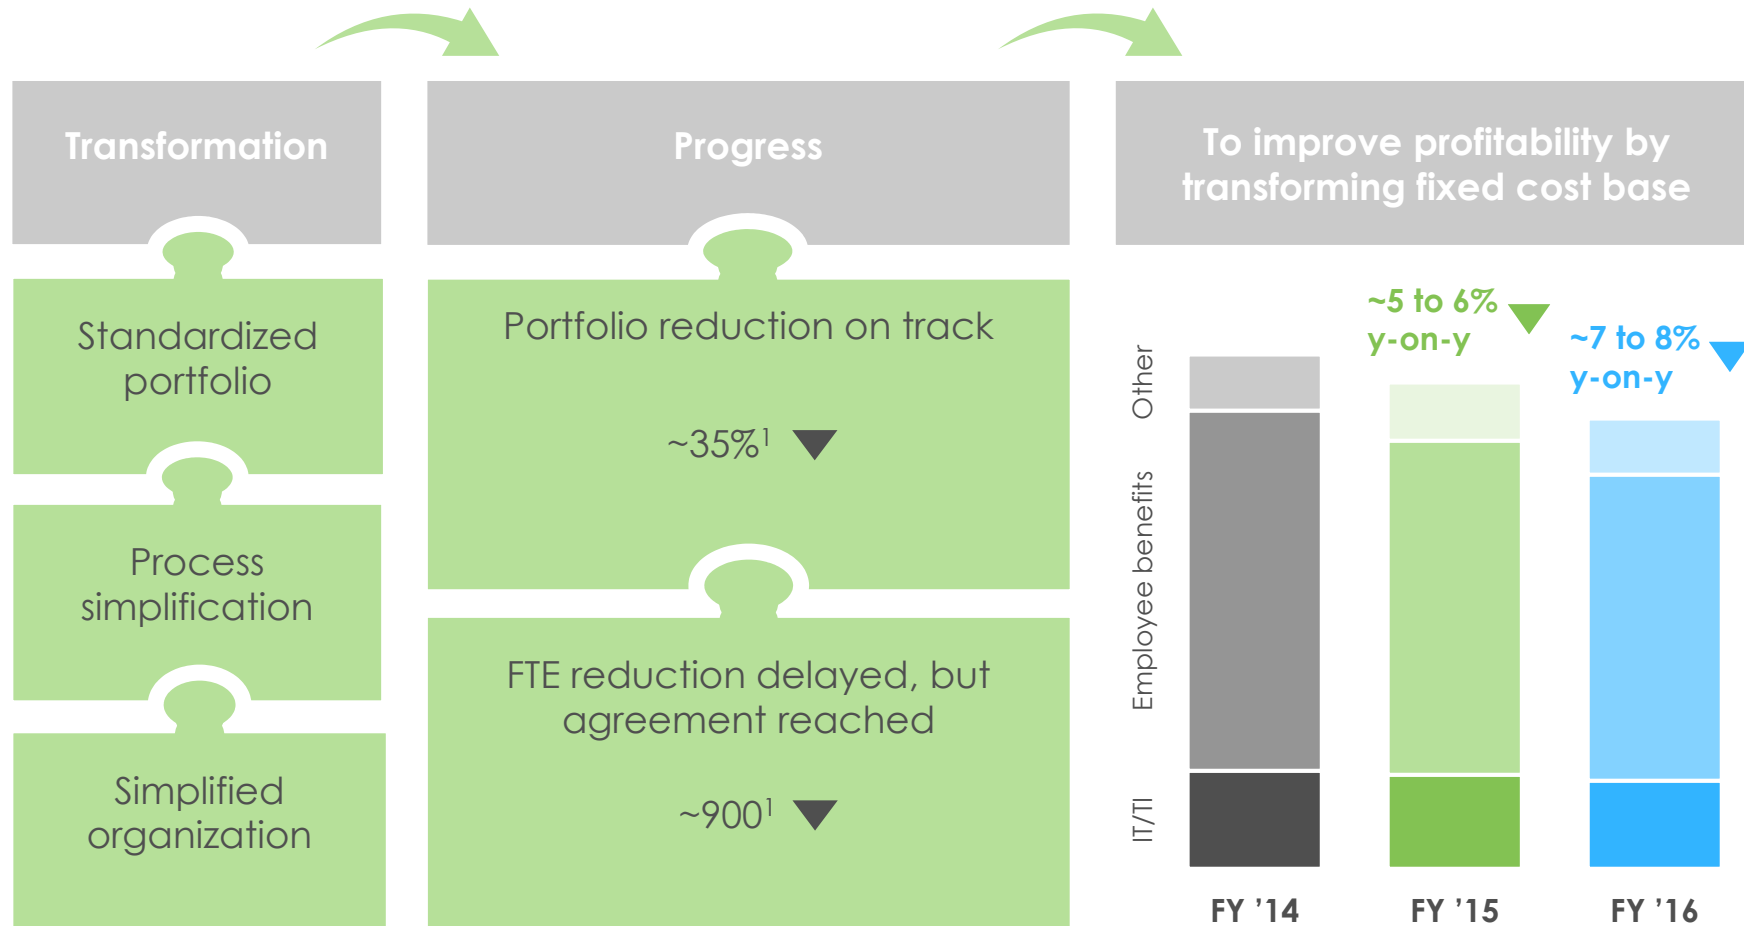 Transformation
Standardized
portfolio
Process
simplification
Simplified
organization
Progress
Portfolio reduction on track
~35%¹
FTE reduction delayed, but
agreement reached
~900¹
To improve profitability by
transforming fixed cost base
~5 to 6%
y-on-y
~7 to 8%
y-on-y
Other
Employee benefits
IT/TI
FY ’14
FY ’15
FY ’16